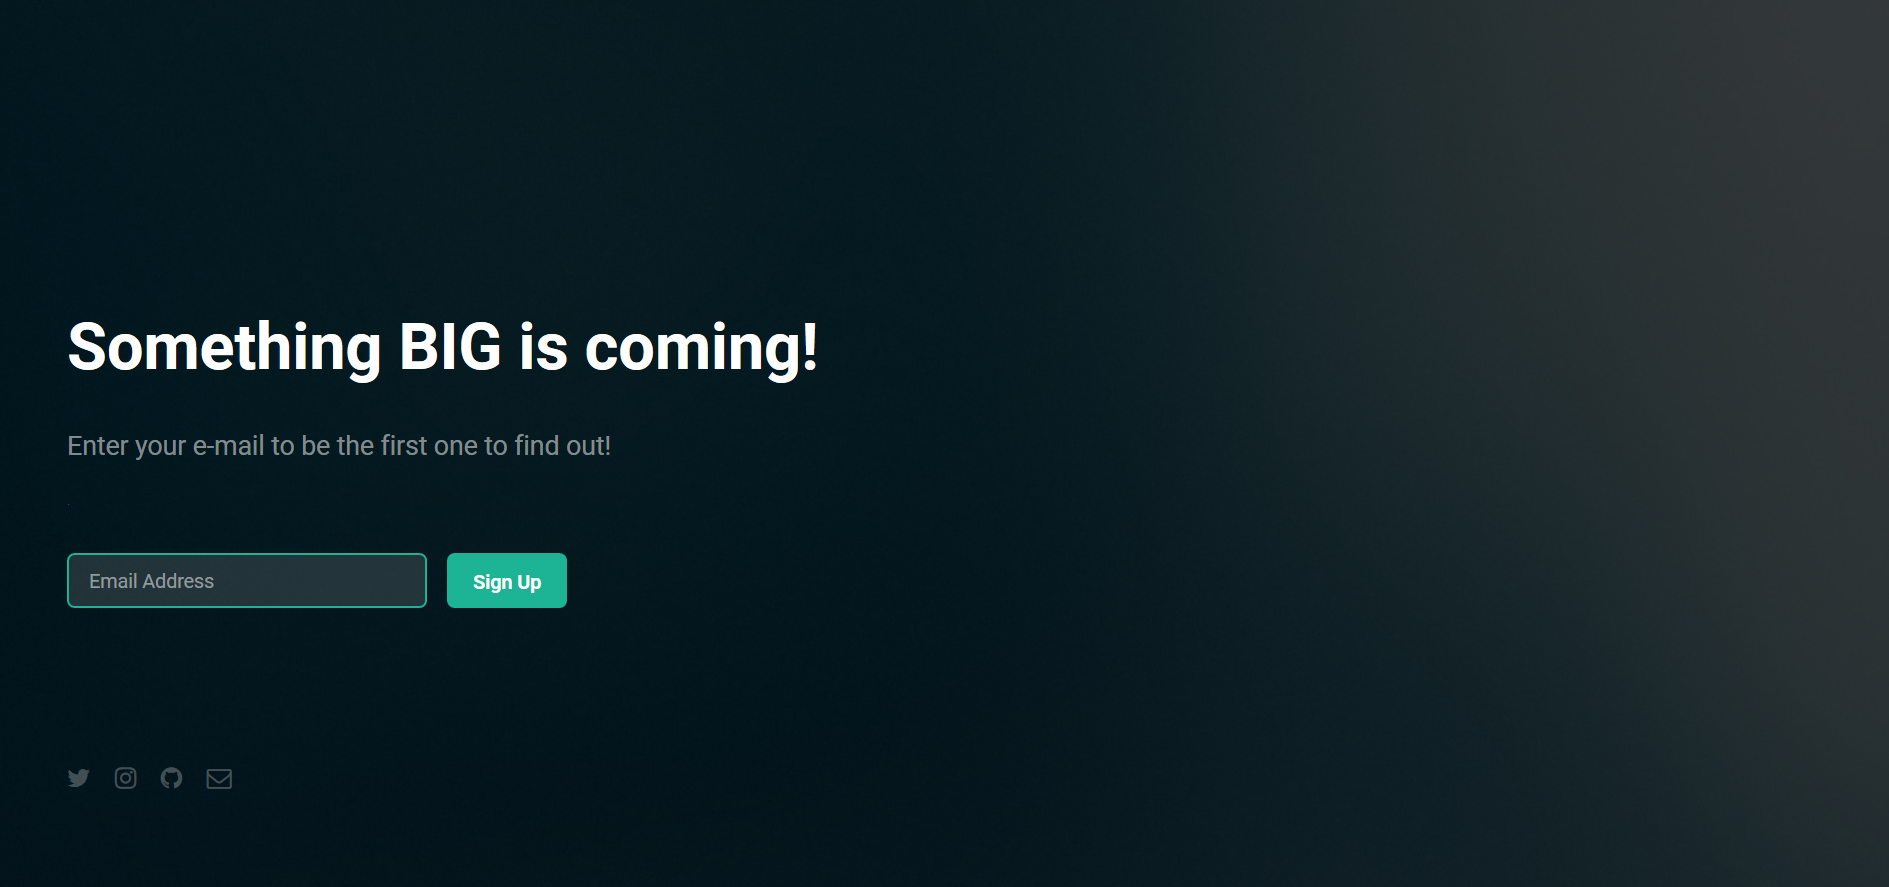 Something BIG is coming!
Enter your e-mail to be the first one to find out!
Email Address
Sign Up